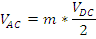 V_AC = m * V_DC / 2